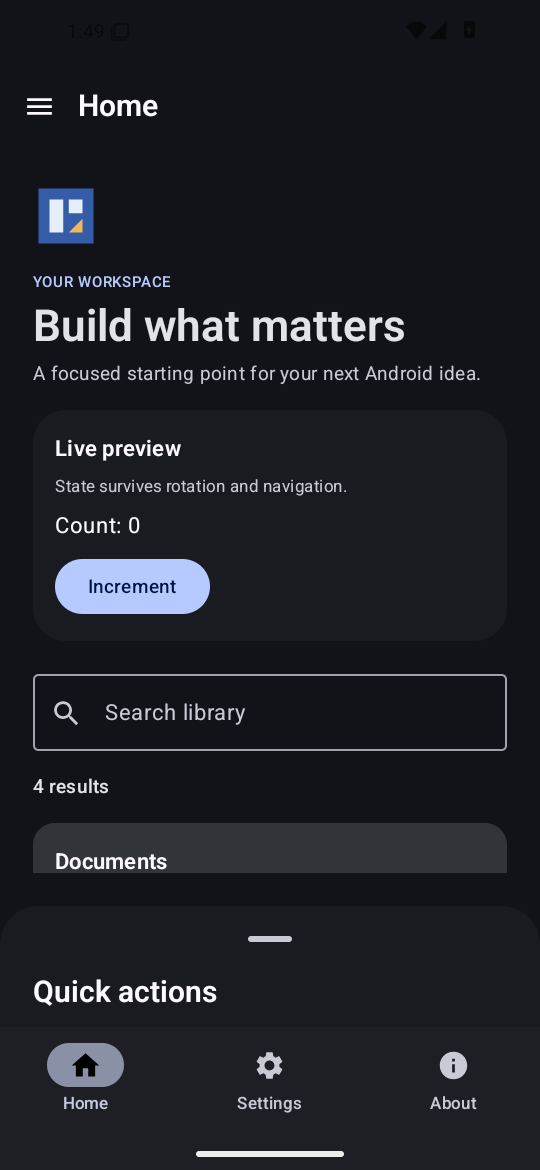 1:49
Home
YOUR WORKSPACE
Build what matters
A focused starting point for your next Android idea.
Live preview
State survives rotation and navigation.
Count: 0
Increment
Search library
4 results
Documents
Quick actions
Home
Settings
About